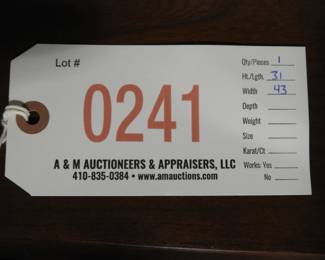 Lot #
0241
A & M AUCTIONEERS & APPRAISERS, LLC
410-835-0384 • www.amauctions.com
Qty/Pieces 1
Ht./Lgth. 31
Width 43
Depth
Weight
Size
Karat/Ct
Works: Yes
No